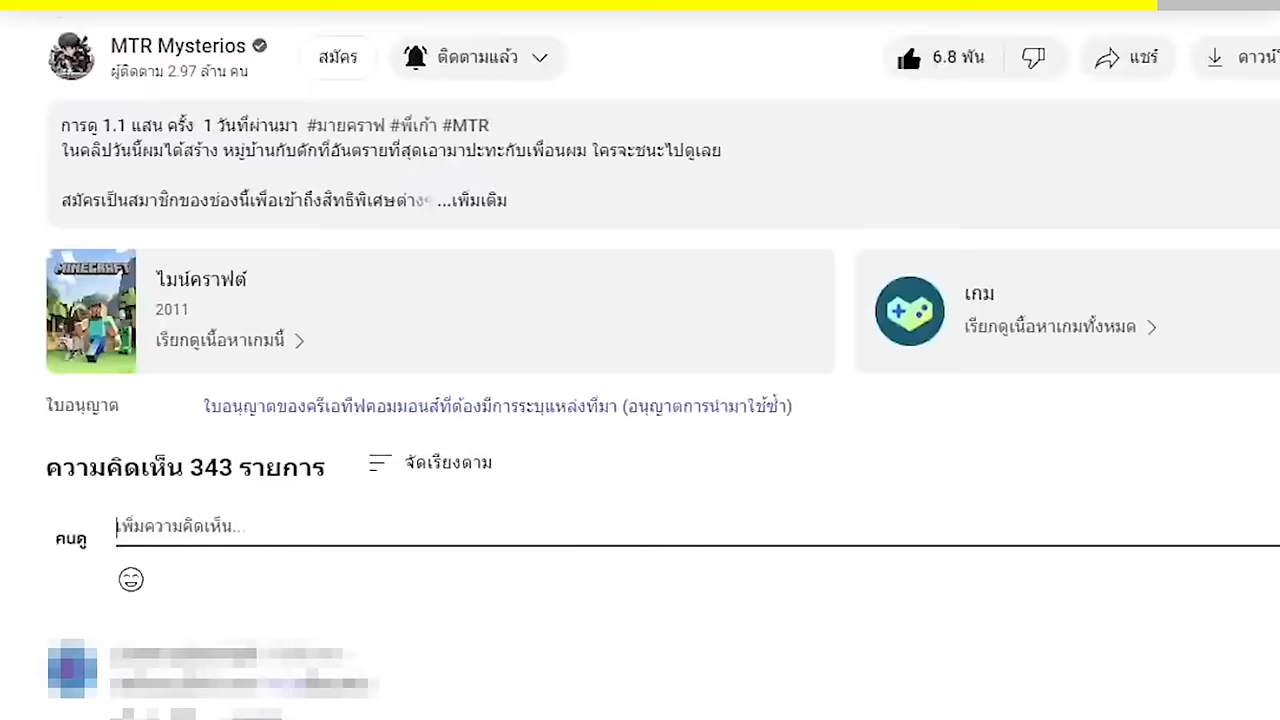 MTR Mysterios
ผู้ติดตาม 2.97 ล้าน คน
สมัคร
ติดตามแล้ว
6.8 พัน
แชร์
ดาวน์
การดู 1.1 แสน ครั้ง 1 วันที่ผ่านมา #มายคราฟ #พี่เก้า #MTR
ในคลิปวันนี้ผมได้สร้าง หมู่บ้านกับดักที่อันตรายที่สุดเอามาปะทะกับเพื่อนผม ใครจะชนะไปดูเลย
สมัครเป็นสมาชิกของช่องนี้เพื่อเข้าถึงสิทธิพิเศษต่างๆ ...เพิ่มเติม
MINECRAFT
ไมน์คราฟต์
2011
เรียกดูเนื้อหาเกมนี้
เกม
เรียกดูเนื้อหาเกมทั้งหมด
ใบอนุญาต
ใบอนุญาตของครีเอทีฟคอมมอนส์ที่ต้องมีการระบุแหล่งที่มา (อนุญาตการนำมาใช้ซ้ำ)
ความคิดเห็น 343 รายการ
จัดเรียงตาม
คนดู
เพิ่มความคิดเห็น...